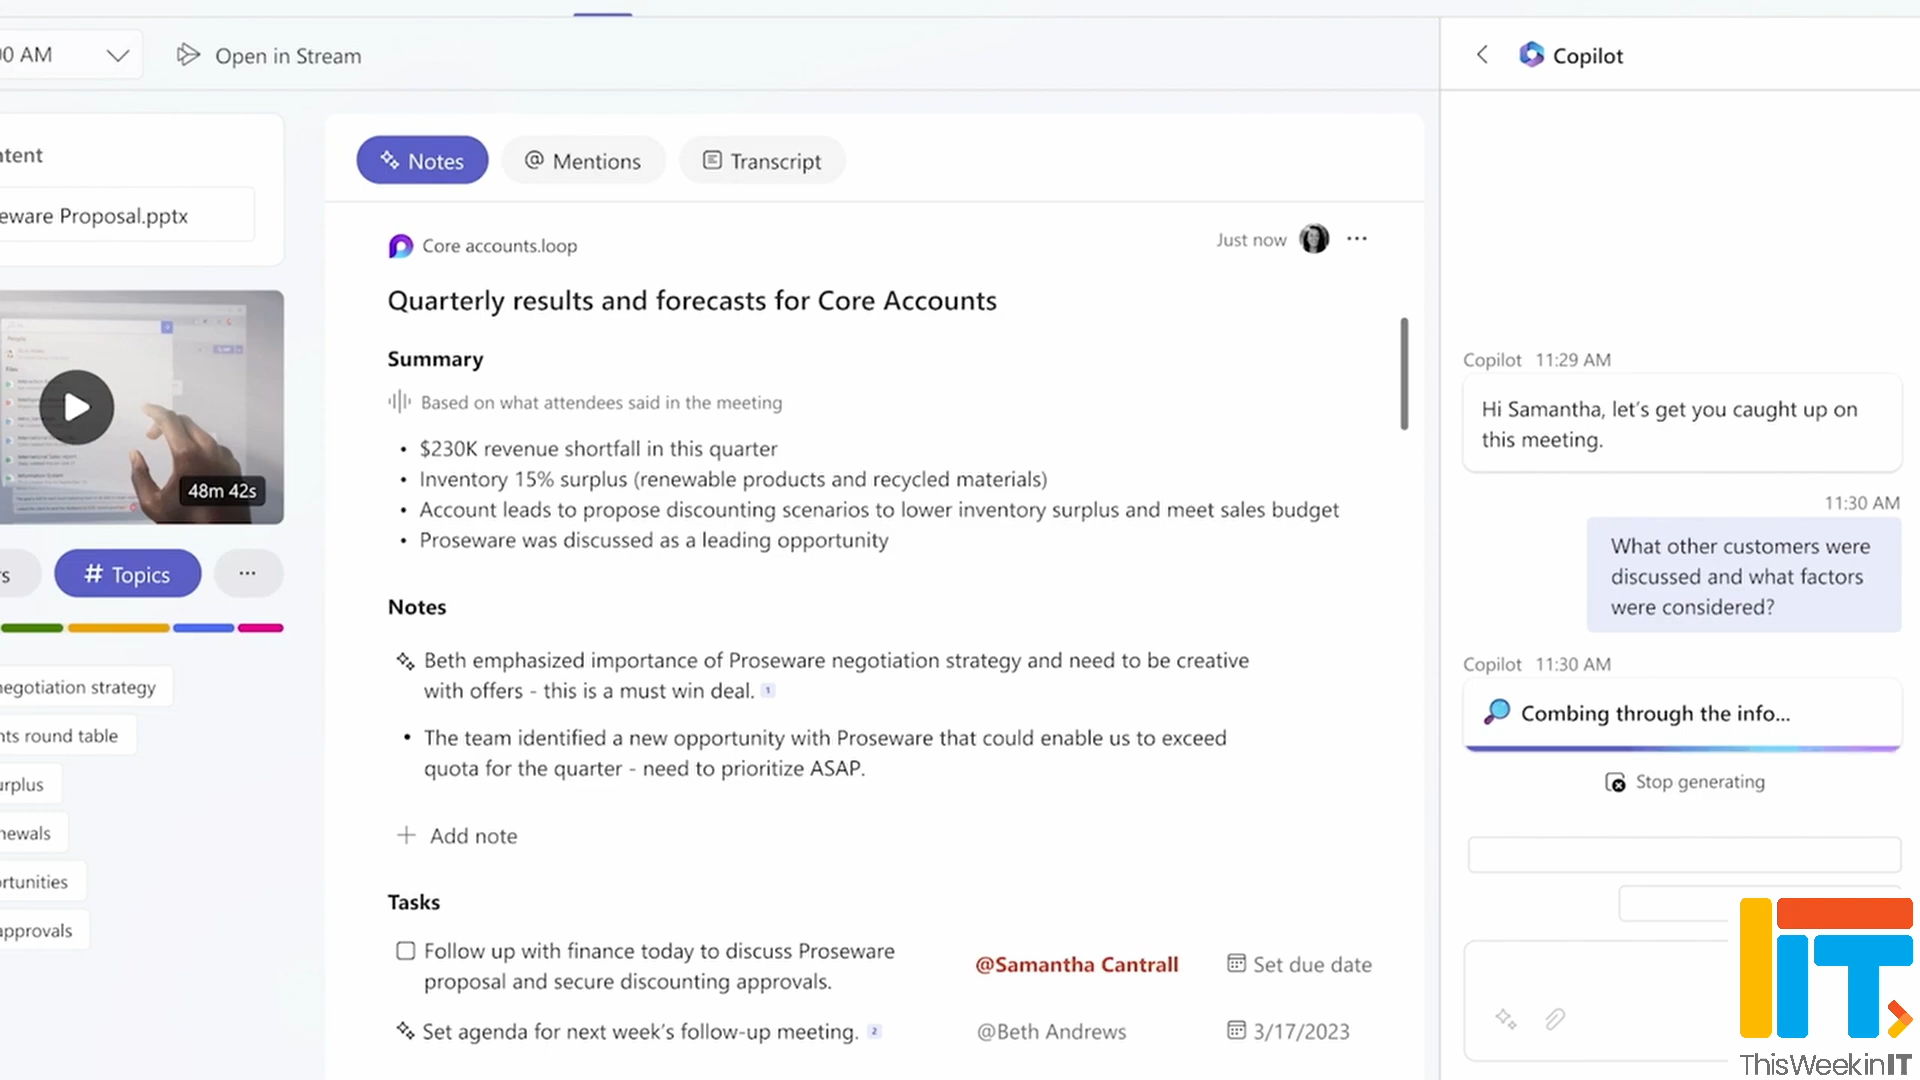 00 AM
Open in Stream
Copilot
ntent
eware Proposal.pptx
48m 42s
rs
# Topics
...
negotiation strategy
nts round table
urplus
newals
ortunities
approvals
Notes
@ Mentions
Transcript
Core accounts.loop
Just now
...
Quarterly results and forecasts for Core Accounts
Summary
Based on what attendees said in the meeting
• $230K revenue shortfall in this quarter
• Inventory 15% surplus (renewable products and recycled materials)
• Account leads to propose discounting scenarios to lower inventory surplus and meet sales budget
• Proseware was discussed as a leading opportunity
Notes
Beth emphasized importance of Proseware negotiation strategy and need to be creative
with offers - this is a must win deal. 1
• The team identified a new opportunity with Proseware that could enable us to exceed
quota for the quarter - need to prioritize ASAP.
+ Add note
Tasks
Follow up with finance today to discuss Proseware
proposal and secure discounting approvals.
@Samantha Cantrall
Set due date
Set agenda for next week's follow-up meeting. 2
@Beth Andrews
3/17/2023
Copilot 11:29 AM
Hi Samantha, let's get you caught up on
this meeting.
11:30 AM
What other customers were
discussed and what factors
were considered?
Copilot 11:30 AM
Combing through the info...
Stop generating
IT
ThisWeekinIT